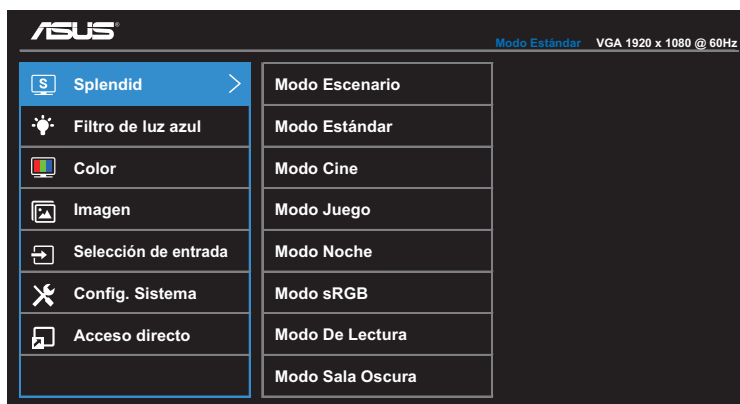 ASUS®
Modo Estándar VGA 1920 x 1080 @ 60Hz
S Splendid
Filtro de luz azul
Color
Imagen
Selección de entrada
Config. Sistema
Acceso directo
Modo Escenario
Modo Estándar
Modo Cine
Modo Juego
Modo Noche
Modo sRGB
Modo De Lectura
Modo Sala Oscura